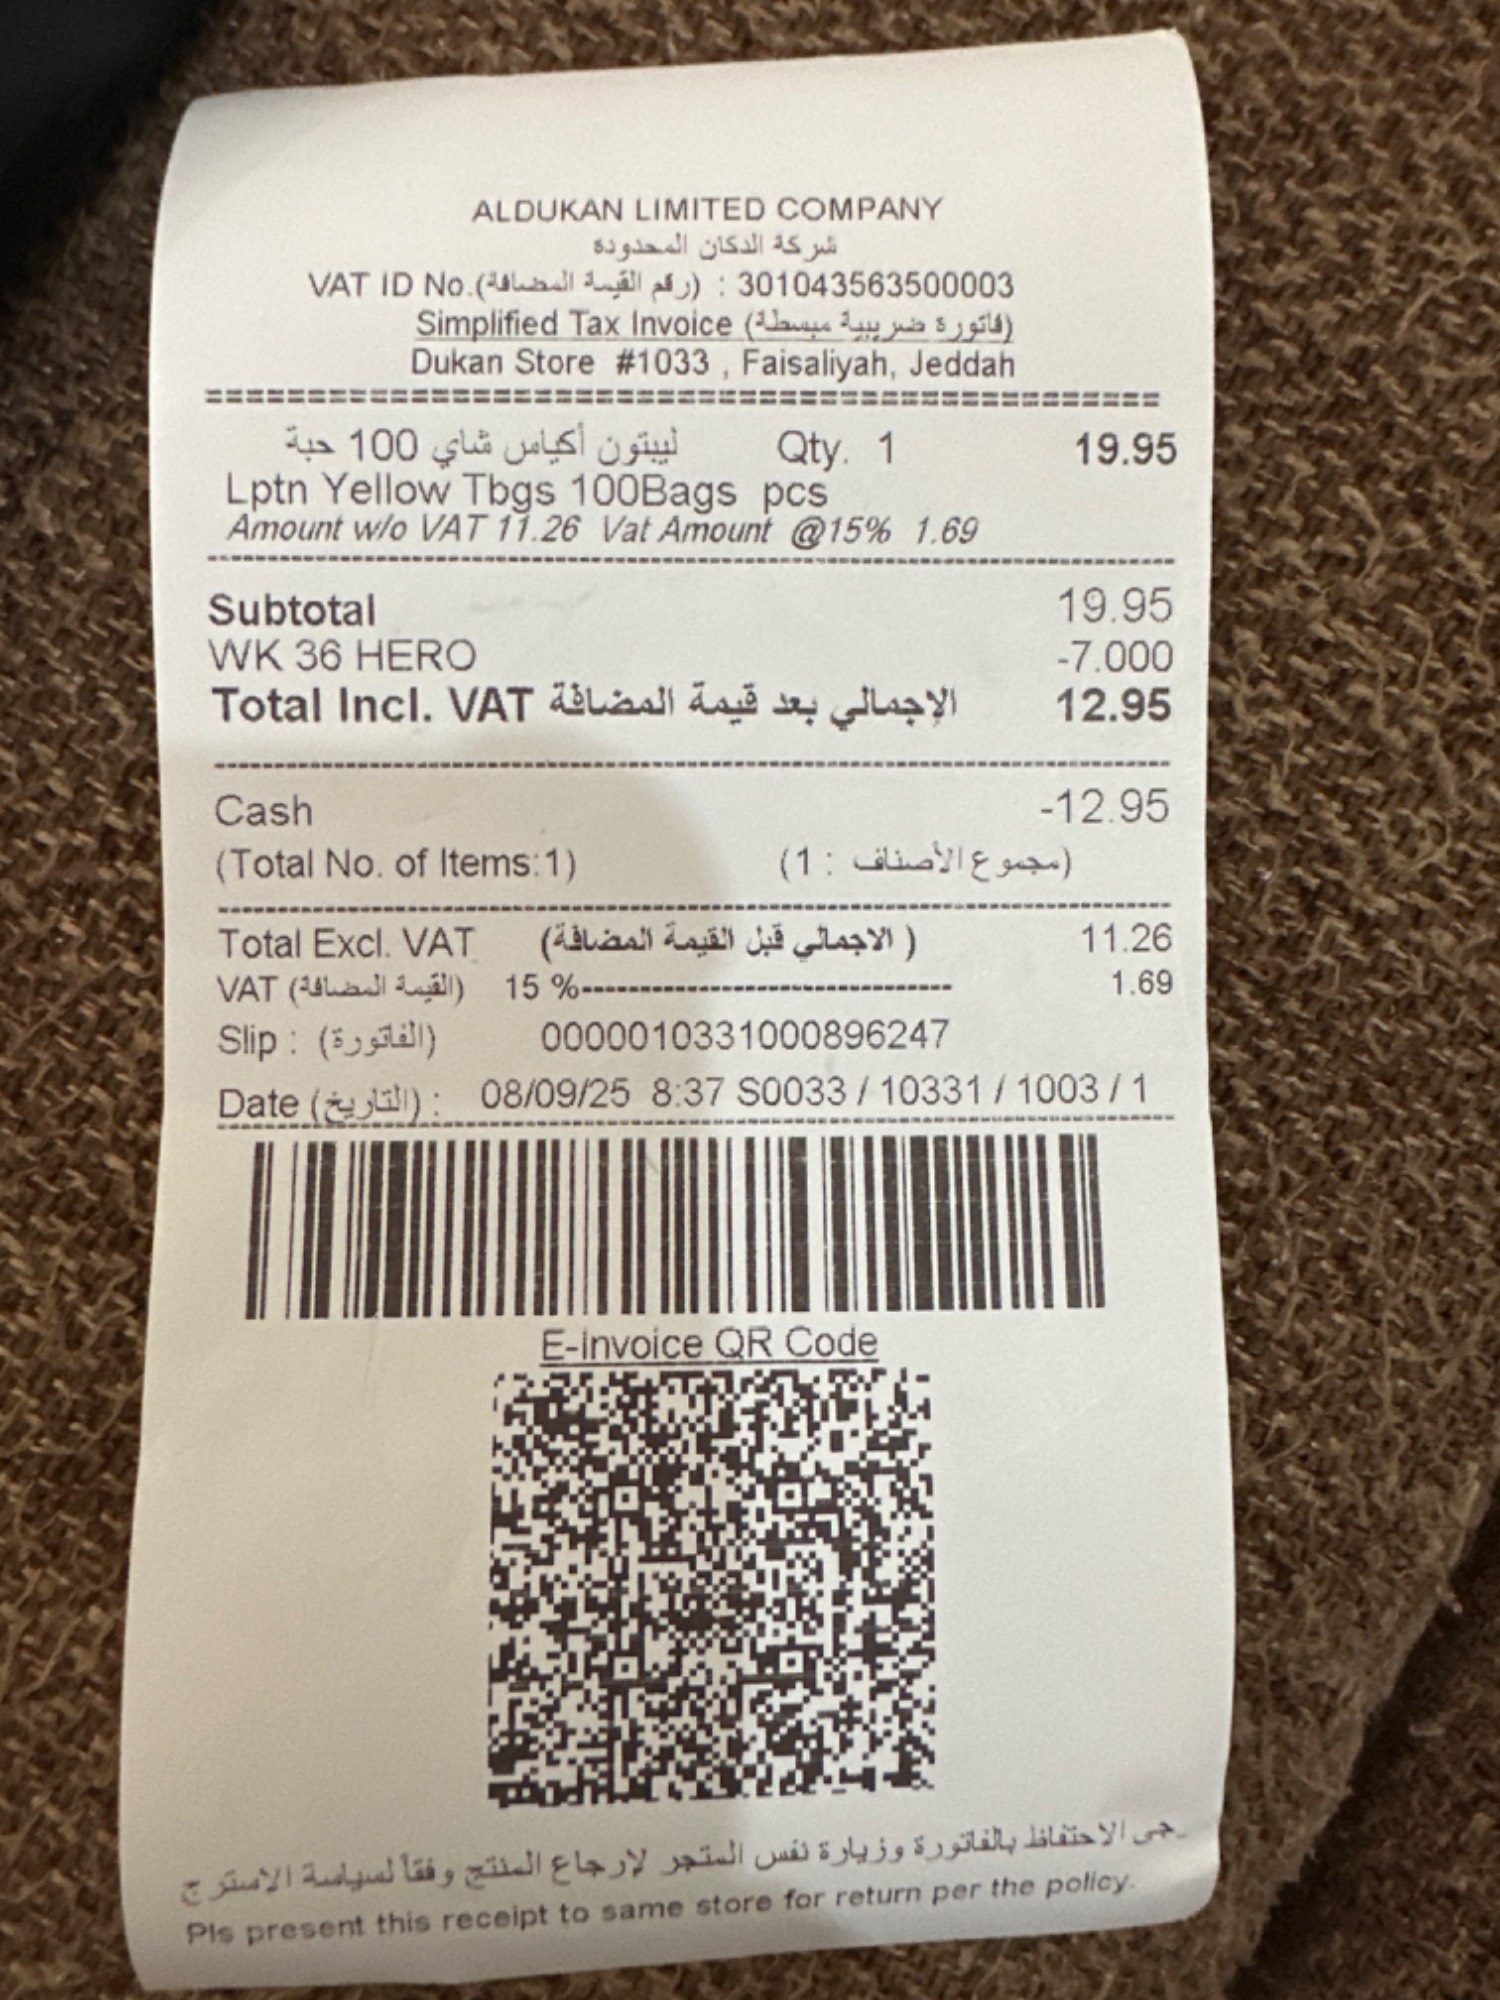 ALDUKAN LIMITED COMPANY
شركة الدكان المحدودة
VAT ID No.(رقم القيمة المضافة) : 301043563500003
Simplified Tax Invoice (فاتورة ضريبية مبسطة)
Dukan Store #1033 , Faisaliyah, Jeddah
ليبتون أكياس شاي 100 حبة Qty. 1 19.95
Lptn Yellow Tbgs 100Bags pcs
Amount w/o VAT 11.26 Vat Amount @15% 1.69
Subtotal 19.95
WK 36 HERO -7.000
Total Incl. VAT الإجمالي بعد قيمة المضافة 12.95
Cash -12.95
(Total No. of Items:1) (مجموع الأصناف : 1)
Total Excl. VAT (الاجمالي قبل القيمة المضافة ) 11.26
VAT (القيمة المضافة) 15 %------------------------------- 1.69
Slip : (الفاتورة) 0000010331000896247
Date (التاريخ) : 08/09/25 8:37 S0033 / 10331 / 1003 / 1
E-Invoice QR Code
جى الاحتفاظ بالفاتورة وزيارة نفس المتجر لإرجاع المنتج وفقاً لسياسة الاسترج
Pls present this receipt to same store for return per the policy.